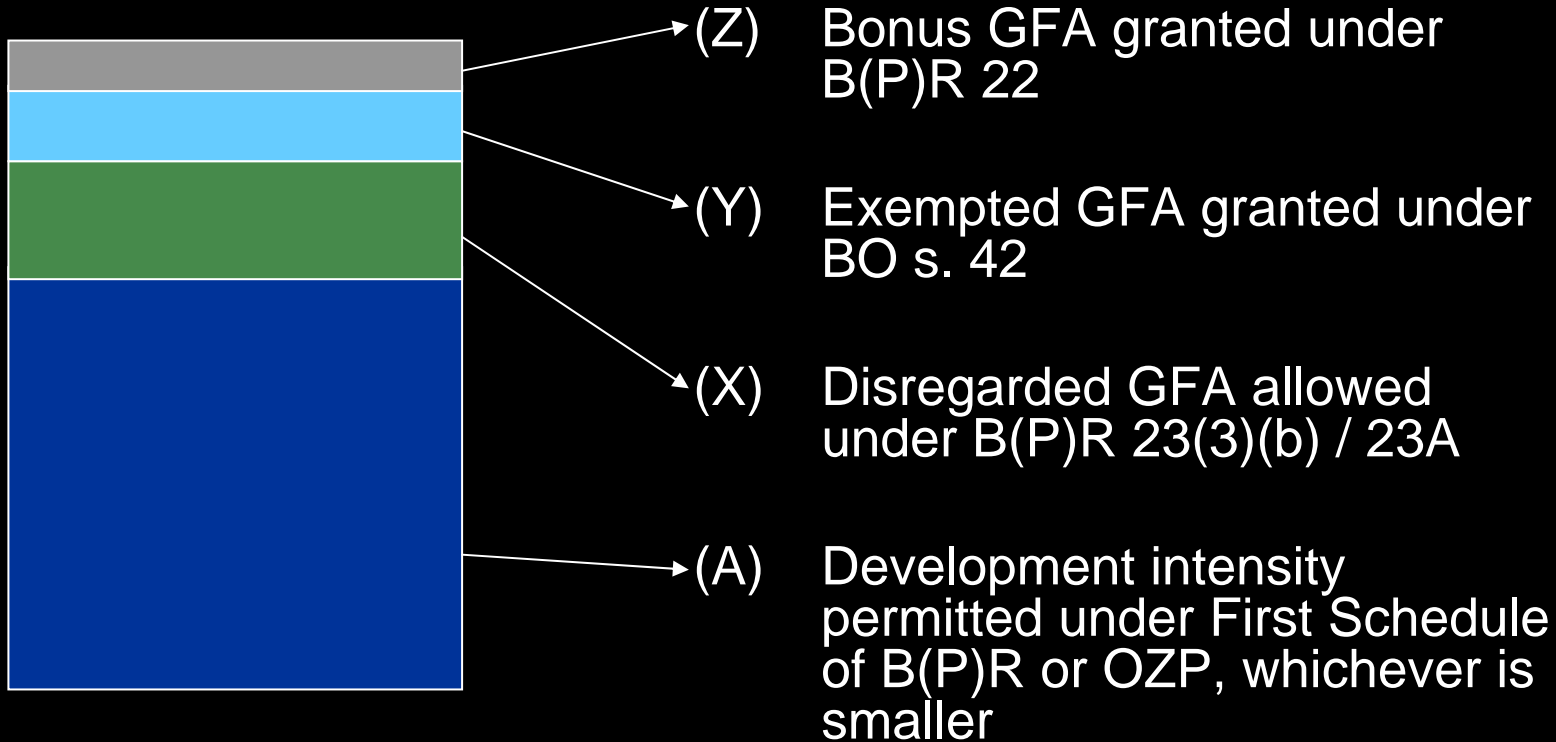 (Z) Bonus GFA granted under
B(P)R 22
(Y) Exempted GFA granted under
BO s. 42
(X) Disregarded GFA allowed
under B(P)R 23(3)(b) / 23A
(A) Development intensity
permitted under First Schedule
of B(P)R or OZP, whichever is
smaller